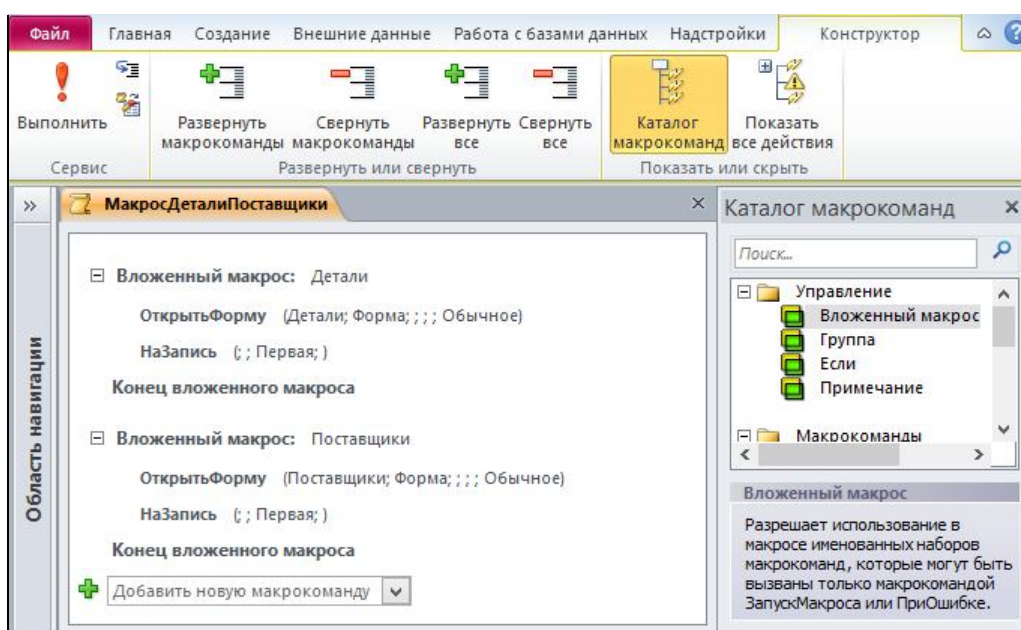 Файл Главная Создание Внешние данные Работа с базами данных Надстройки Конструктор
Выполнить
Развернуть макрокоманды
Свернуть макрокоманды
Развернуть все
Свернуть все
Каталог макрокоманд
Показать все действия
Сервис Развернуть или свернуть Показать или скрыть
МакросДеталиПоставщики
Область навигации
Вложенный макрос: Детали
ОткрытьФорму (Детали; Форма; ; ; ; Обычное)
НаЗапись (; ; Первая; )
Конец вложенного макроса
Вложенный макрос: Поставщики
ОткрытьФорму (Поставщики; Форма; ; ; ; Обычное)
НаЗапись (; ; Первая; )
Конец вложенного макроса
Добавить новую макрокоманду
Каталог макрокоманд
Поиск...
Управление
Вложенный макрос
Группа
Если
Примечание
Макрокоманды
Вложенный макрос
Разрешает использование в
макросе именованных наборов
макрокоманд, которые могут быть
вызваны только макрокомандой
ЗапускМакроса или ПриОшибке.